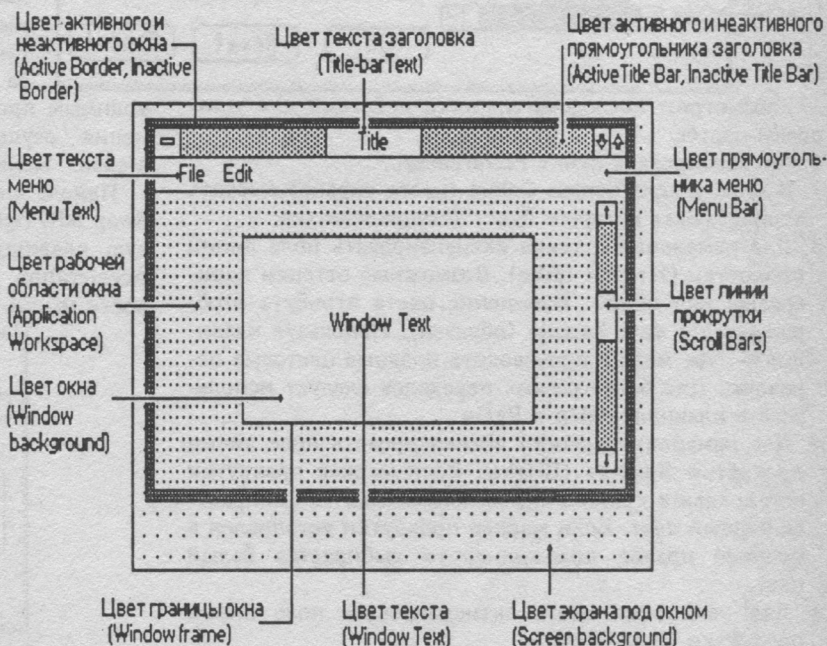 Цвет активного и
неактивного окна
(Active Border, Inactive
Border)
Цвет текста заголовка
(Title-barText)
Цвет активного и неактивного
прямоугольника заголовка
(Active Title Bar, Inactive Title Bar)
Title
File Edit
Цвет текста
меню
(Menu Text)
Цвет прямоуголь-
ника меню
(Menu Bar)
Цвет рабочей
области окна
(Application
Workspace)
Window Text
Цвет линии
прокрутки
(Scroll Bars)
Цвет окна
(Window
background)
Цвет границы окна
(Window frame)
Цвет текста
(Window Text)
Цвет экрана под окном
(Screen background)